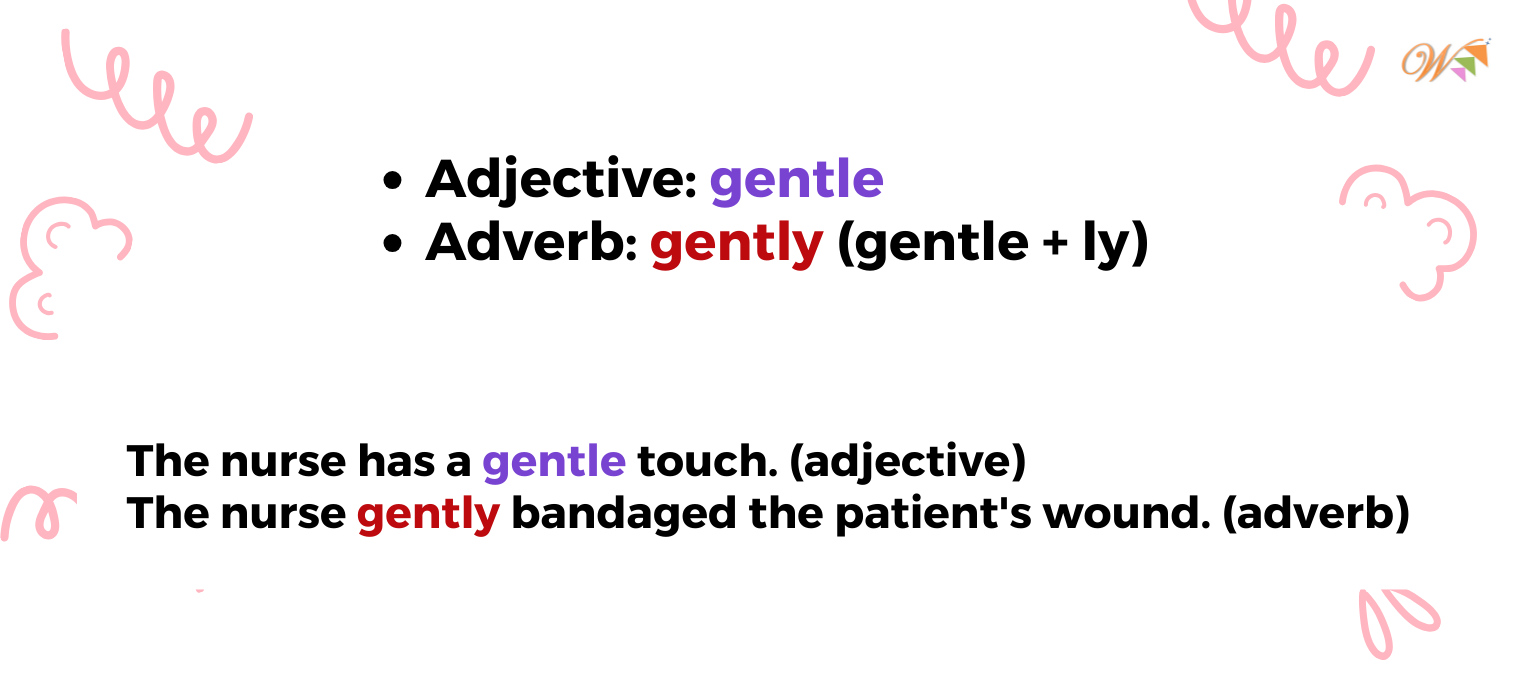 W
• Adjective: gentle
• Adverb: gently (gentle + ly)
The nurse has a gentle touch. (adjective)
The nurse gently bandaged the patient's wound. (adverb)